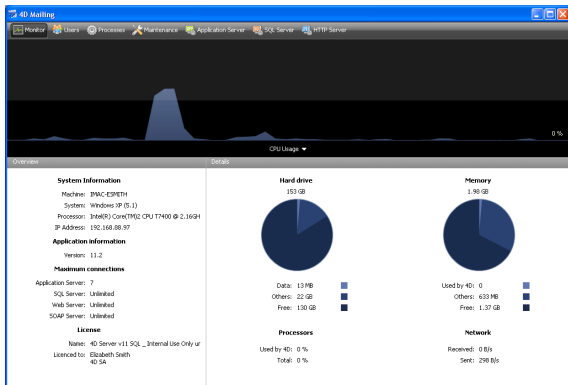 4D Mailing
Monitor Users Processes Maintenance Application Server SQL Server HTTP Server
0 %
CPU Usage
Overview Details
System Information
Machine: IMAC-ESMITH
System: Windows XP (5.1)
Processor: Intel(R) Core(TM)2 CPU T7400 @ 2.16GH
IP Address: 192.168.88.97
Application information
Version: 11.2
Maximum connections
Application Server: 7
SQL Server: Unlimited
Web Server: Unlimited
SOAP Server: Unlimited
License
Name: 4D Server v11 SQL _ Internal Use Only ur
Licenced to: Elizabeth Smith
4D SA
Hard drive
153 GB
Data: 13 MB
Others: 22 GB
Free: 130 GB
Memory
1.98 GB
Used by 4D: 0
Others: 633 MB
Free: 1.37 GB
Processors
Used by 4D: 0 %
Total: 0 %
Network
Received: 0 B/s
Sent: 298 B/s